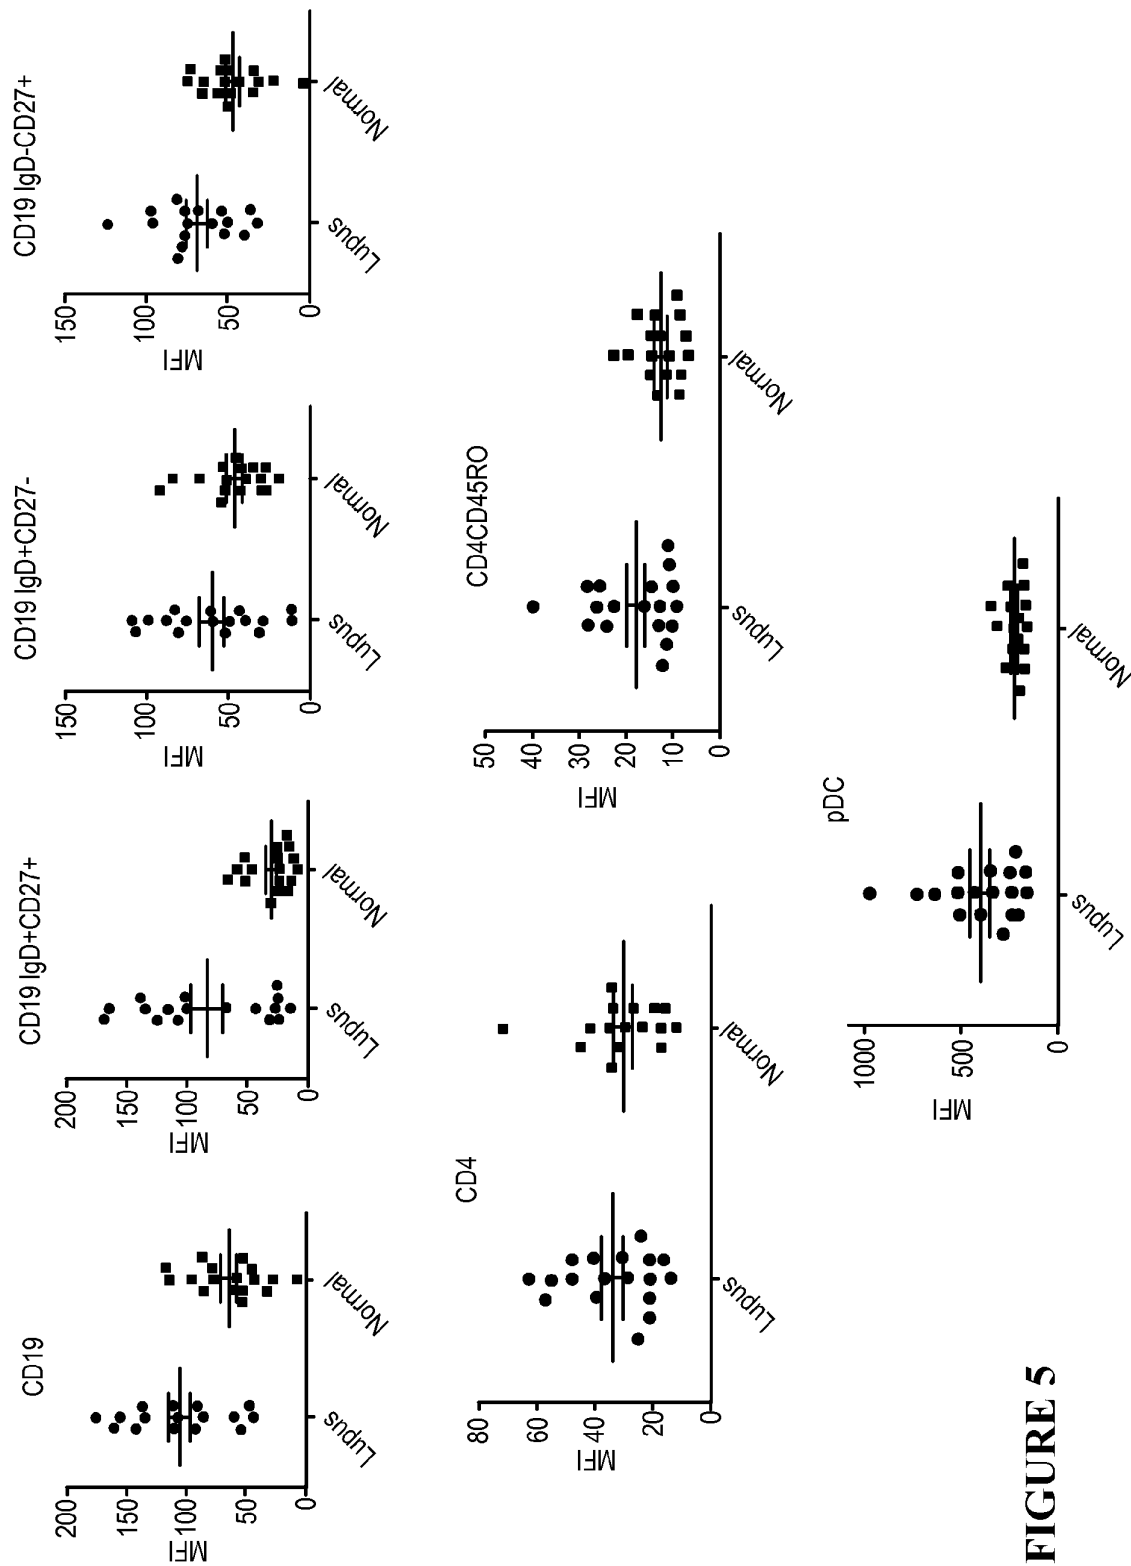 CD19
MFI
200
150
100
50
0
Lupus
Normal
CD19 IgD+CD27+
MFI
200
150
100
50
0
Lupus
Normal
CD19 IgD+CD27-
MFI
150
100
50
0
Lupus
Normal
CD19 IgD-CD27+
MFI
150
100
50
0
Lupus
Normal
CD4
MFI
80
60
40
20
0
Lupus
Normal
CD4CD45RO
MFI
50
40
30
20
10
0
Lupus
Normal
pDC
MFI
1000
500
0
Lupus
Normal
FIGURE 5